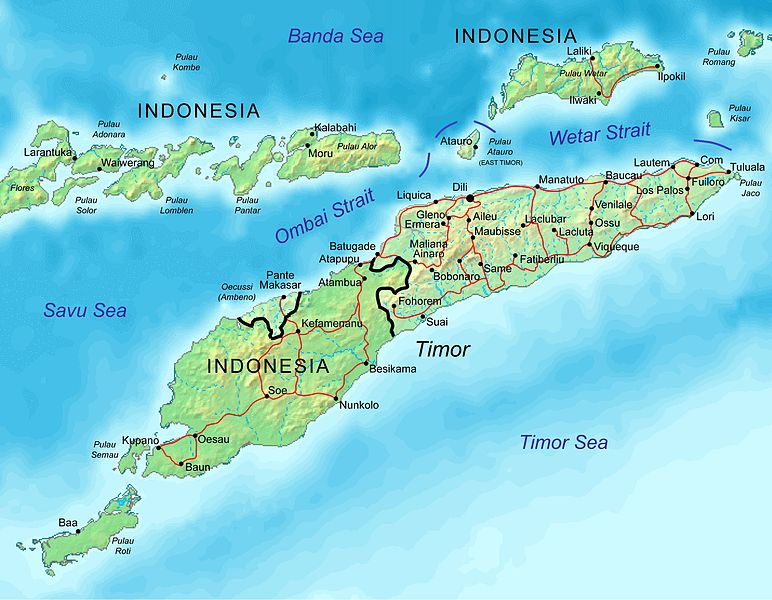 Banda Sea
INDONESIA
Laliki
Pulau
Romang
Pulau
Kombe
Pulau Wetar
Ilpokil
Ilwaki
INDONESIA
Pulau
Kisar
Pulau
Adonara
Kalabahi
Wetar Strait
Larantuka
Waiwerang
Moru
Pulau Alor
Atauro
Pulau
Atauro
(EAST TIMOR)
Flores
Pulau
Solor
Pulau
Lomblen
Pulau
Pantar
Lautem
Com
Tuluala
Manatuto
Baucau
Fuiloro
Pulau
Jaco
Ombai Strait
Liquica
Dili
Los Palos
Venilale
Gleno
Aileu
Laclubar
Ossu
Lori
Ermera
Maubisse
Lacluta
Batugade
Maliana
Viqueque
Atapupu
Ainaro
Fatiberliu
Bobonaro
Same
Pante
Makasar
Atambua
Oecussi
(Ambeno)
Fohorem
Savu Sea
Kefamenanu
Suai
Timor
INDONESIA
Besikama
Soe
Nunkolo
Kupano
Oesau
Timor Sea
Pulau
Semau
Baun
Baa
Pulau
Roti